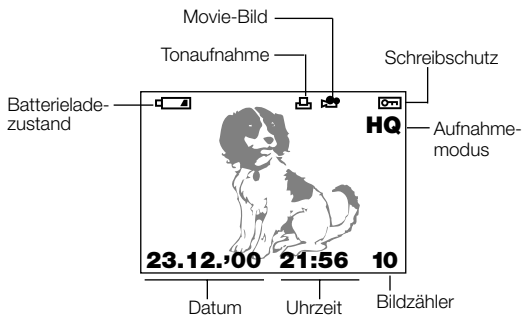 Movie-Bild
Tonaufnahme
Schreibschutz
Batterielade-
zustand
HQ
Aufnahme-
modus
23.12.'00 21:56 10
Datum Uhrzeit Bildzähler